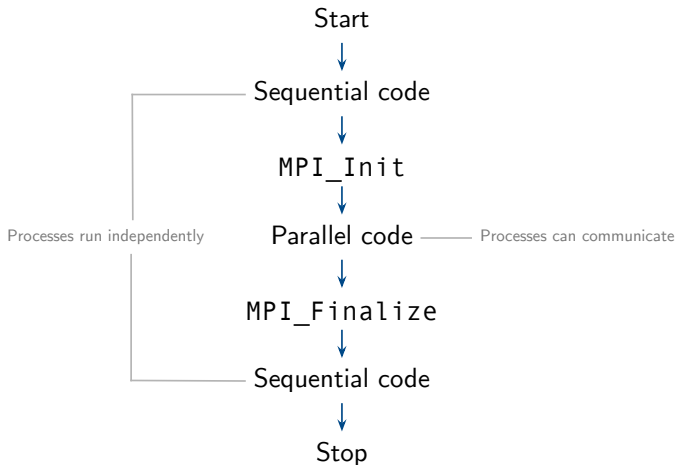 Start
Sequential code
MPI_Init
Processes run independently
Parallel code
Processes can communicate
MPI_Finalize
Sequential code
Stop